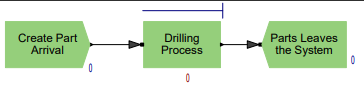 Create Part
Arrival
0
Drilling
Process
0
Parts Leaves
the System
0